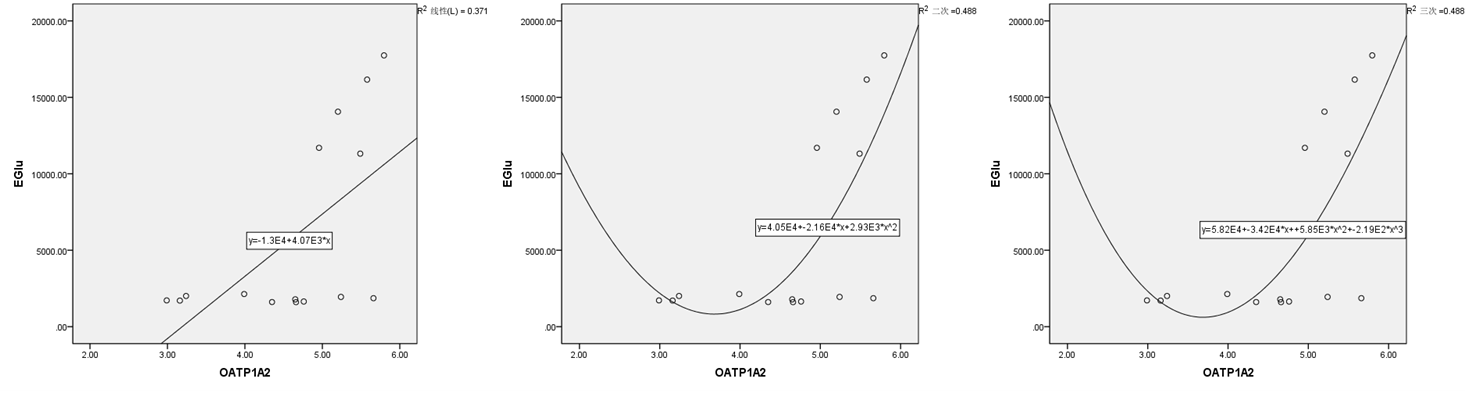 R² 线性(L) = 0.371
20000.00
15000.00
10000.00
5000.00
.00
EGlu
y=-1.3E4+4.07E3*x
2.00 3.00 4.00 5.00 6.00
OATP1A2
R² 二次 =0.488
20000.00
15000.00
10000.00
5000.00
.00
EGlu
y=4.05E4+-2.16E4*x+2.93E3*x^2
2.00 3.00 4.00 5.00 6.00
OATP1A2
R² 三次 =0.488
20000.00
15000.00
10000.00
5000.00
.00
EGlu
y=5.82E4+-3.42E4*x++5.85E3*x^2+-2.19E2*x^3
2.00 3.00 4.00 5.00 6.00
OATP1A2